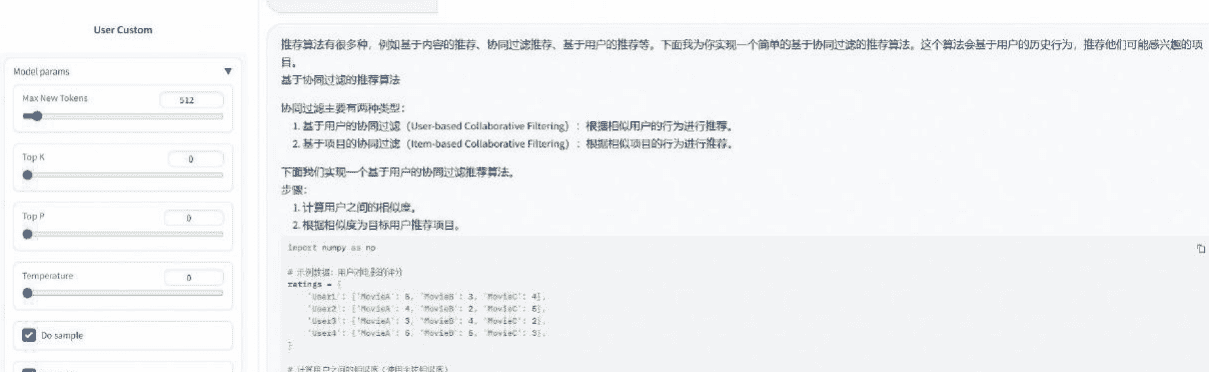 User Custom
Model params
Max New Tokens
512
Top K
0
Top P
0
Temperature
0
Do sample
推荐算法有很多种，例如基于内容的推荐、协同过滤推荐、基于用户的推荐等。下面我为你实现一个简单的基于协同过滤的推荐算法。这个算法会基于用户的历史行为，推荐他们可能感兴趣的项
目。
基于协同过滤的推荐算法
协同过滤主要有两种类型：
1. 基于用户的协同过滤（User-based Collaborative Filtering）：根据相似用户的行为进行推荐。
2. 基于项目的协同过滤（Item-based Collaborative Filtering）：根据相似项目的行为进行推荐。
下面我们实现一个基于用户的协同过滤推荐算法。
步骤：
1. 计算用户之间的相似度。
2. 根据相似度为目标用户推荐项目。
import numpy as np
# 示例数据：用户对电影的评分
ratings = {
'User1': {'MovieA': 5, 'MovieB': 3, 'MovieC': 4},
'User2': {'MovieA': 4, 'MovieB': 2, 'MovieC': 5},
'User3': {'MovieA': 3, 'MovieB': 4, 'MovieC': 2},
'User4': {'MovieA': 5, 'MovieB': 5, 'MovieC': 3},
}